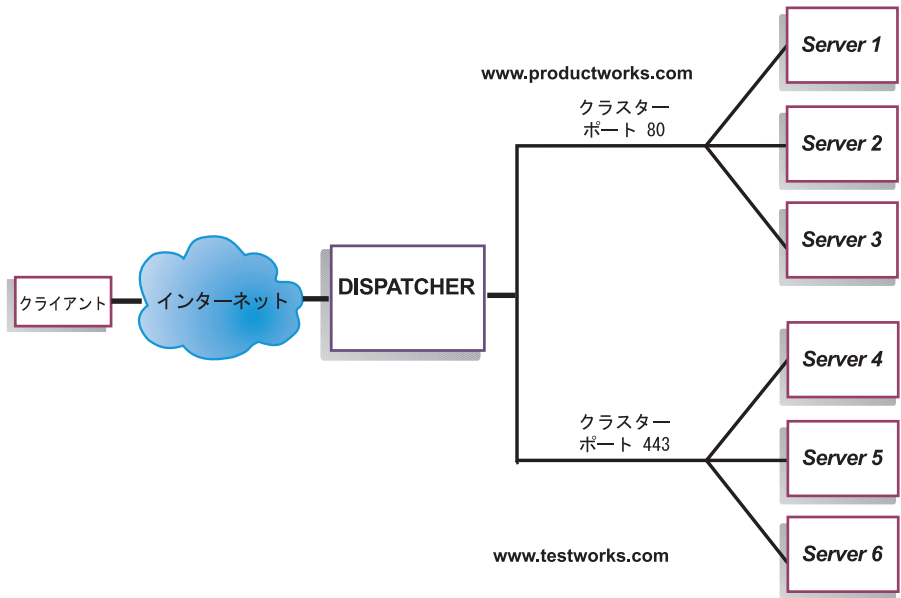 クライアント
インターネット
DISPATCHER
www.productworks.com
クラスター
ポート 80
Server 1
Server 2
Server 3
クラスター
ポート 443
www.testworks.com
Server 4
Server 5
Server 6